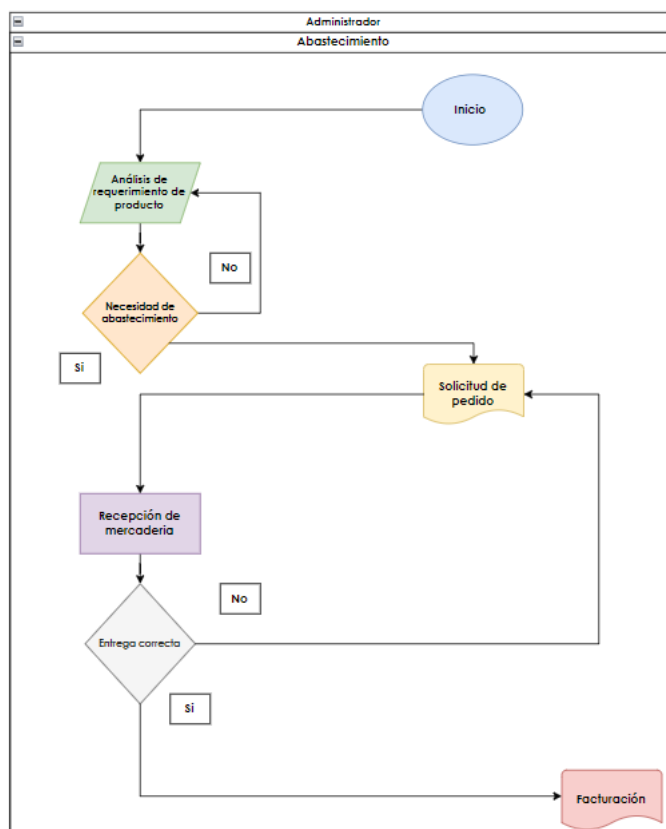 Administrador
Abastecimiento
Inicio
Análisis de
requerimiento de
producto
No
Necesidad de
abastecimiento
Si
Solicitud de
pedido
Recepción de
mercaderia
No
Entrega correcta
Si
Facturación